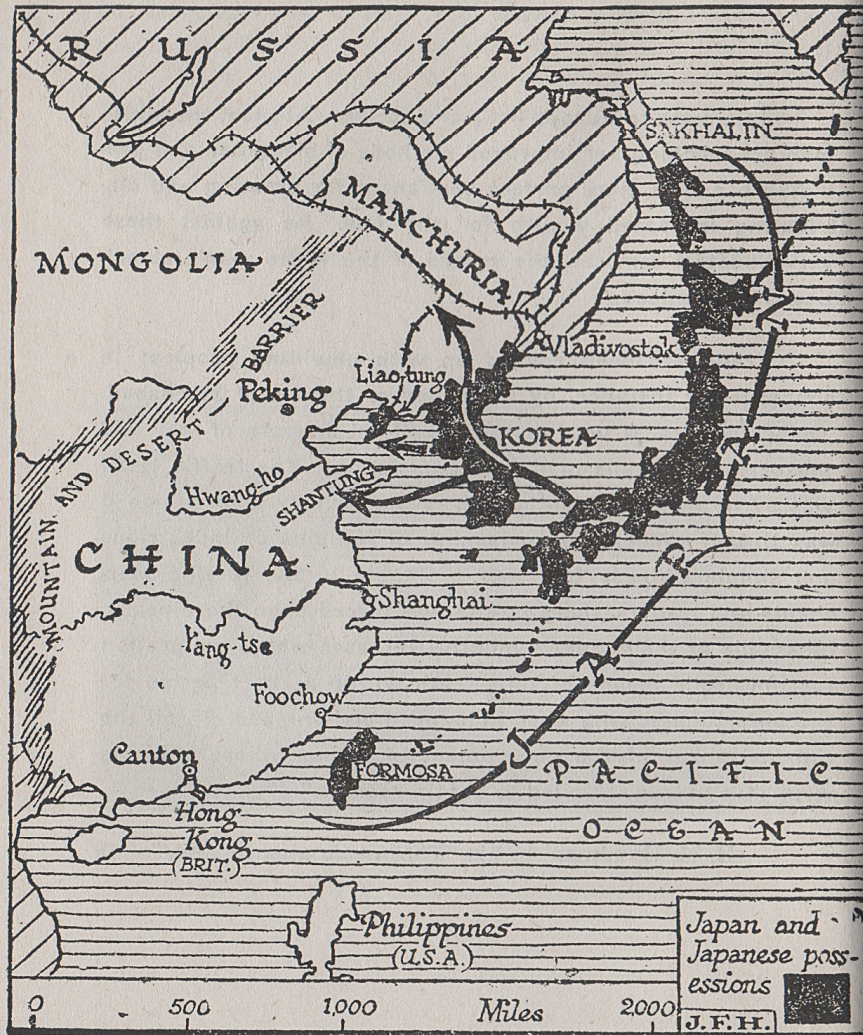 RUSSIA
SAKHALIN
MANCHURIA
MONGOLIA
MOUNTAIN AND DESERT BARRIER
Vladivostok
Liao-tung
Peking
KOREA
Hwang-ho
SHANTUNG
CHINA
Shanghai
Yang-tse
Foochow
JAPAN
Canton
FORMOSA
PACIFIC
OCEAN
Hong
Kong
(BRIT.)
Philippines
(U.S.A.)
Japan and
Japanese poss-
essions
J.F.H.
0 500 1,000 Miles 2,000